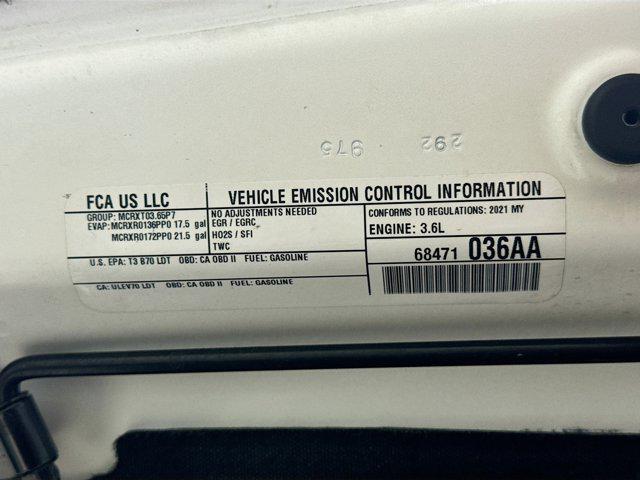 975 292
FCA US LLC
GROUP: MCRXT03.65P7
EVAP: MCRXR0136PP0 17.5 gal
MCRXR0172PP0 21.5 gal
U.S. EPA: T3 B70 LDT OBD: CA OBD II FUEL: GASOLINE
CA: ULEV70 LDT OBD: CA OBD II FUEL: GASOLINE
VEHICLE EMISSION CONTROL INFORMATION
NO ADJUSTMENTS NEEDED
EGR / EGRC
HO2S / SFI
TWC
CONFORMS TO REGULATIONS: 2021 MY
ENGINE: 3.6L
68471 036AA